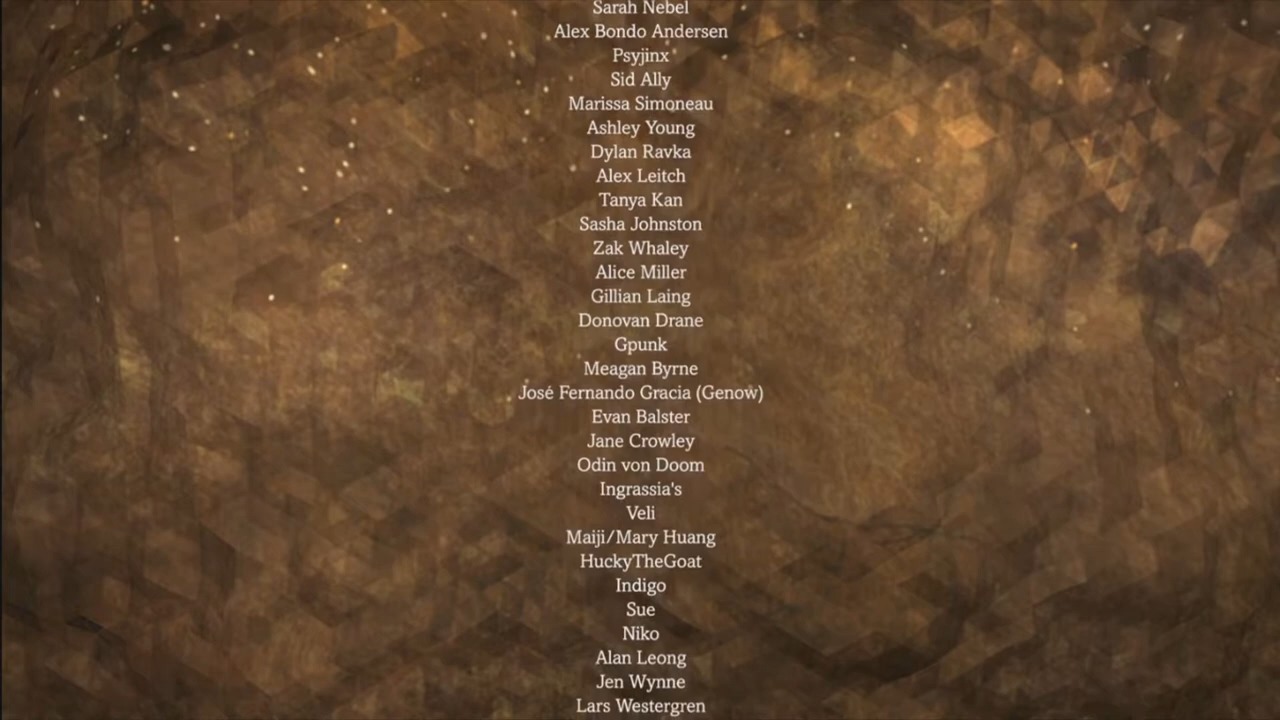 Sarah Nebel
Alex Bondo Andersen
Psyjinx
Sid Ally
Marissa Simoneau
Ashley Young
Dylan Ravka
Alex Leitch
Tanya Kan
Sasha Johnston
Zak Whaley
Alice Miller
Gillian Laing
Donovan Drane
Gpunk
Meagan Byrne
José Fernando Gracia (Genow)
Evan Balster
Jane Crowley
Odin von Doom
Ingrassia's
Veli
Maiji/Mary Huang
HuckyTheGoat
Indigo
Sue
Niko
Alan Leong
Jen Wynne
Lars Westergren